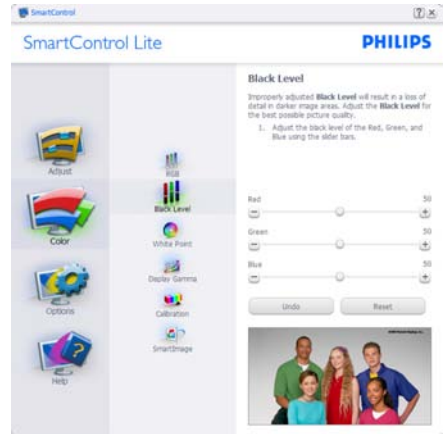 SmartControl
SmartControl Lite
PHILIPS
Adjust
Color
Options
Help
RGB
Black Level
White Point
Display Gamma
Calibration
SmartImage
Black Level
Improperly adjusted Black Level will result in a loss of
detail in darker image areas. Adjust the Black Level for
the best possible picture quality.
1. Adjust the black level of the Red, Green, and
Blue using the slider bars.
Red 50
Green 50
Blue 50
Undo Reset